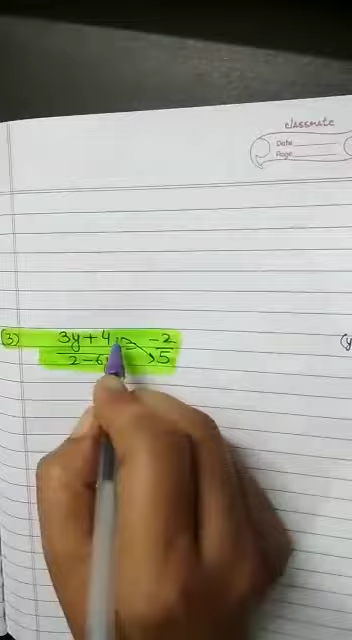 classmate
Date
Page
(3) 3y+4 = -2
2-6 5
(y